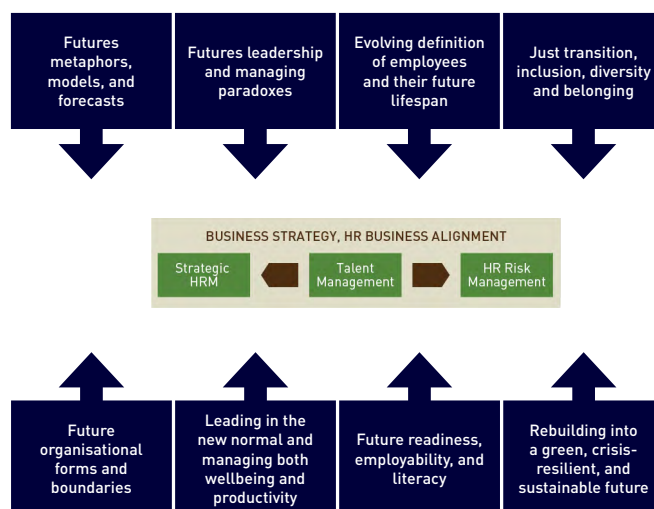 Futures
metaphors,
models, and
forecasts
Futures leadership
and managing
paradoxes
Evolving definition
of employees
and their future
lifespan
Just transition,
inclusion, diversity
and belonging
BUSINESS STRATEGY, HR BUSINESS ALIGNMENT
Strategic
HRM
Talent
Management
HR Risk
Management
Future
organisational
forms and
boundaries
Leading in the
new normal and
managing both
wellbeing and
productivity
Future readiness,
employability, and
literacy
Rebuilding into
a green, crisis-
resilient, and
sustainable future